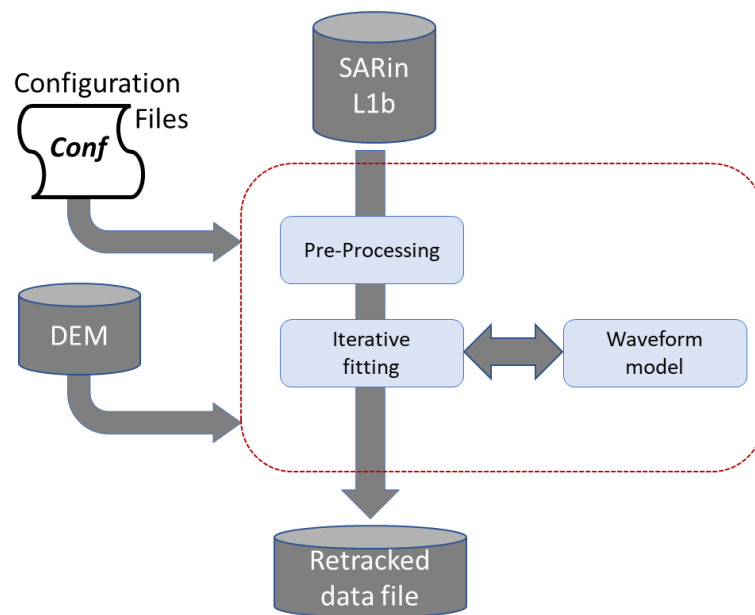 SARin
L1b
Configuration
Files
Conf
Pre-Processing
DEM
Iterative
fitting
Waveform
model
Retracked
data file